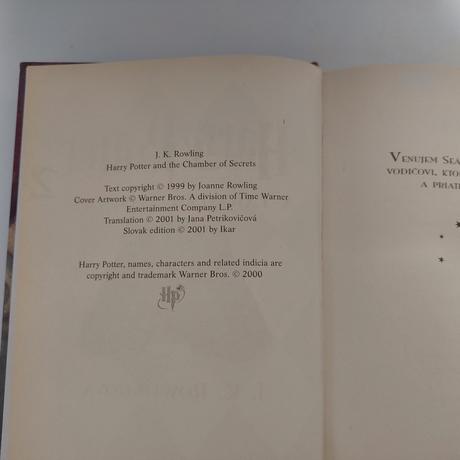 J. K. Rowling
Harry Potter and the Chamber of Secrets
Text copyright © 1999 by Joanne Rowling
Cover Artwork © Warner Bros. A division of Time Warner
Entertainment Company L.P.
Translation © 2001 by Jana Petrikovičová
Slovak edition © 2001 by Ikar
Harry Potter, names, characters and related indicia are
copyright and trademark Warner Bros. © 2000
HP
VENUJEM
VODIČOVI, KTO
A PRIAT